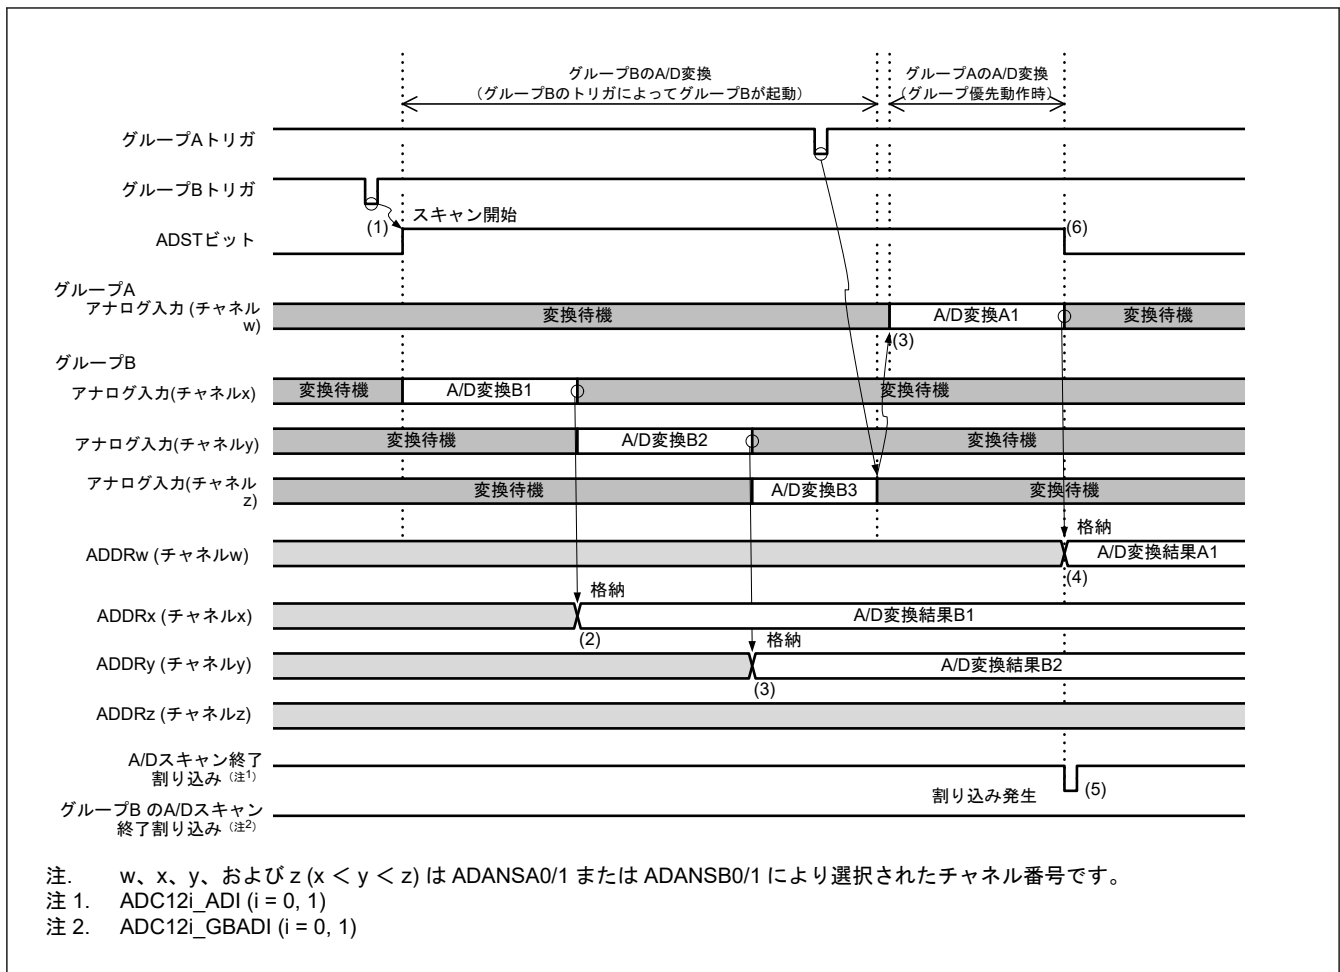 グループBのA/D変換
(グループBのトリガによってグループBが起動)
グループAのA/D変換
(グループ優先動作時)
グループAトリガ
グループBトリガ
(1)
スキャン開始
(6)
ADSTビット
グループA
アナログ入力 (チャネル
w)
変換待機
A/D変換A1
変換待機
(3)
グループB
アナログ入力(チャネルx)
変換待機
A/D変換B1
変換待機
アナログ入力(チャネルy)
変換待機
A/D変換B2
変換待機
アナログ入力(チャネル
z)
変換待機
A/D変換B3
変換待機
格納
ADDRw (チャネルw)
A/D変換結果A1
(4)
格納
ADDRx (チャネルx)
A/D変換結果B1
(2)
格納
ADDRy (チャネルy)
A/D変換結果B2
(3)
ADDRz (チャネルz)
A/Dスキャン終了
割り込み (注1)
割り込み発生
(5)
グループB のA/Dスキャン
終了割り込み (注2)
注. w、x、y、および z (x < y < z) は ADANSA0/1 または ADANSB0/1 により選択されたチャネル番号です。
注 1. ADC12i_ADI (i = 0, 1)
注 2. ADC12i_GBADI (i = 0, 1)